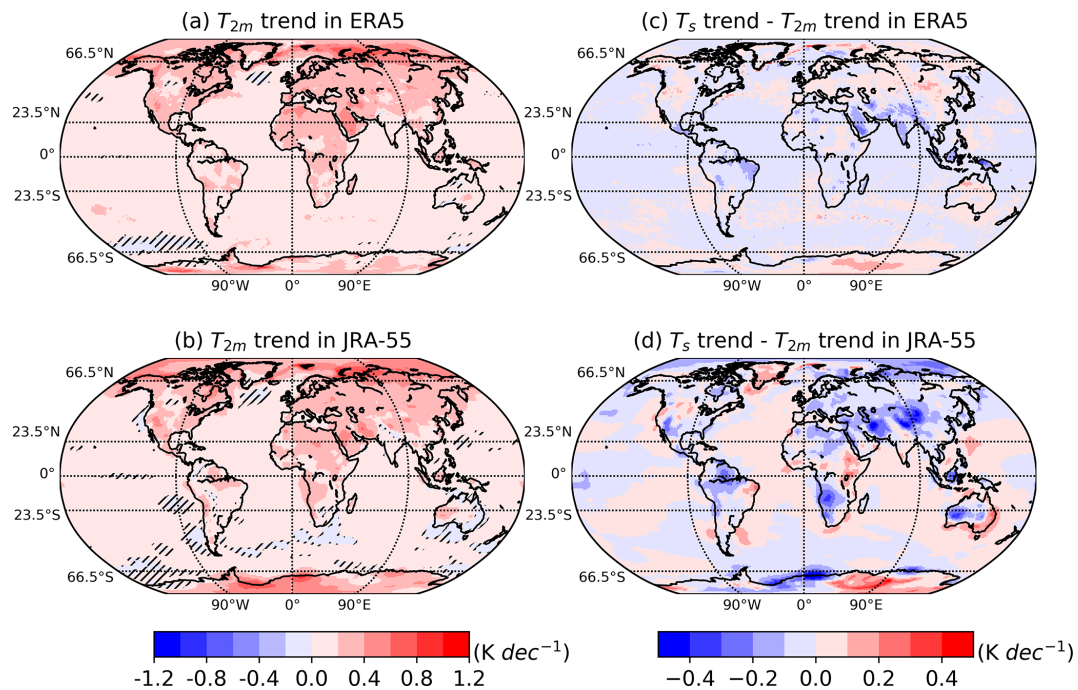 (a) T2m trend in ERA5
66.5°N
23.5°N
0°
23.5°S
66.5°S
90°W 0° 90°E
(c) Ts trend - T2m trend in ERA5
66.5°N
23.5°N
0°
23.5°S
66.5°S
90°W 0° 90°E
(b) T2m trend in JRA-55
66.5°N
23.5°N
0°
23.5°S
66.5°S
90°W 0° 90°E
(d) Ts trend - T2m trend in JRA-55
66.5°N
23.5°N
0°
23.5°S
66.5°S
90°W 0° 90°E
-1.2 -0.8 -0.4 0.0 0.4 0.8 1.2
(K dec⁻¹)
−0.4 −0.2 0.0 0.2 0.4
(K dec⁻¹)